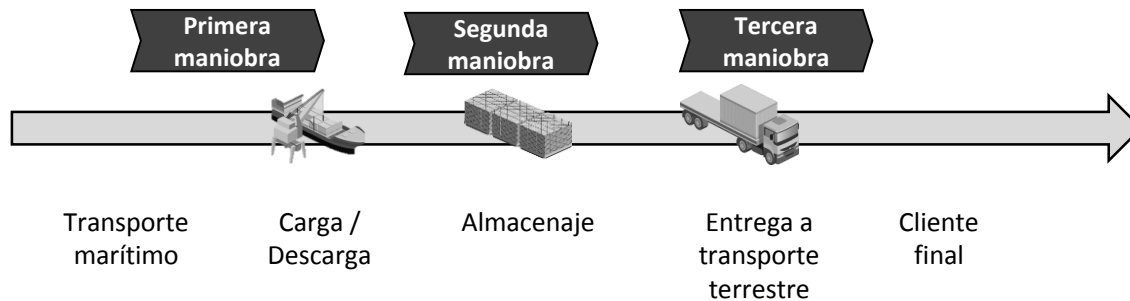 Primera
maniobra
Segunda
maniobra
Tercera
maniobra
Transporte
marítimo
Carga /
Descarga
Almacenaje
Entrega a
transporte
terrestre
Cliente
final